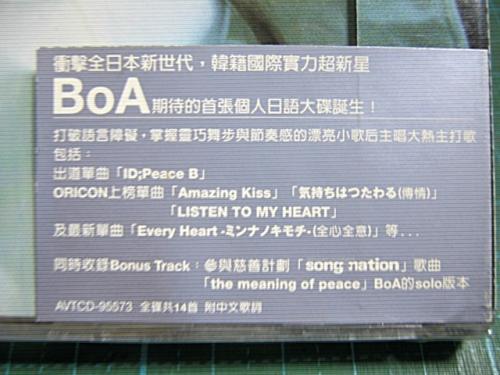 衝擊全日本新世代，韓籍國際實力超新星
BoA期待的首張個人日語大碟誕生！
打破語言障礙，掌握靈巧舞步與節奏感的漂亮小歌后主唱大熱主打歌
包括：
出道單曲「ID;Peace B」
ORICON上榜單曲「Amazing Kiss」「気持ちはつたわる(傳情)」
「LISTEN TO MY HEART」
及最新單曲「Every Heart -ミンナノキモチ-(全心全意)」等...
同時收錄Bonus Track：參與慈善計劃「song nation」歌曲
「the meaning of peace」BoA的solo版本
AVTCD-95573 全碟共14首 附中文歌詞